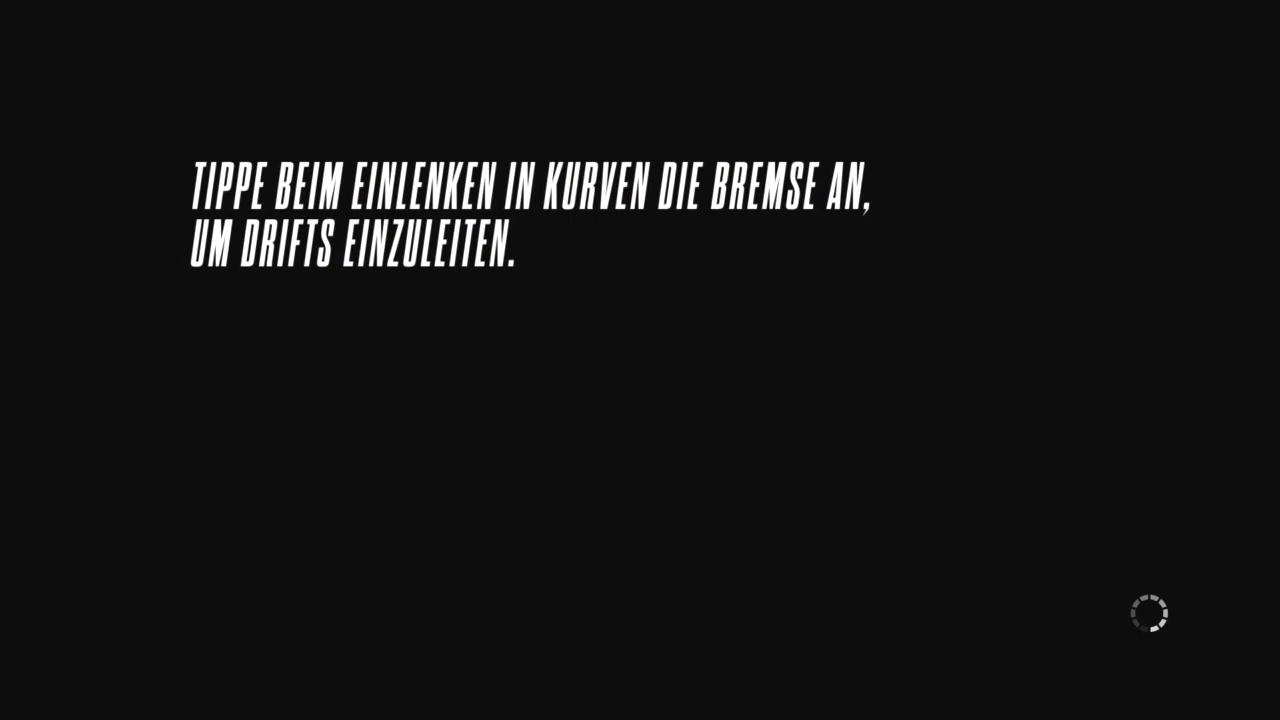 TIPPE BEIM EINLENKEN IN KURVEN DIE BREMSE AN,
UM DRIFTS EINZULEITEN.